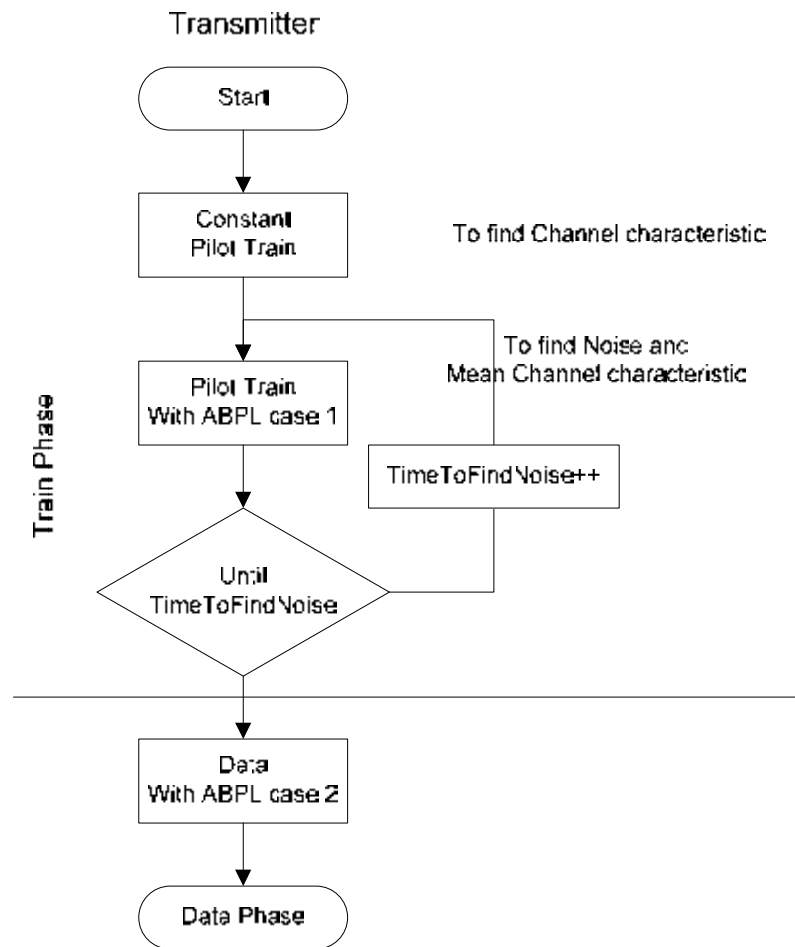 Transmitter
Start
Constant
Pilot Train
To find Channel characteristic
To find Noise and
Mean Channel characteristic
Pilot Train
With ABPL case 1
Train Phase
TimeToFindNoise++
Until
TimeToFindNoise
Data
With ABPL case 2
Data Phase